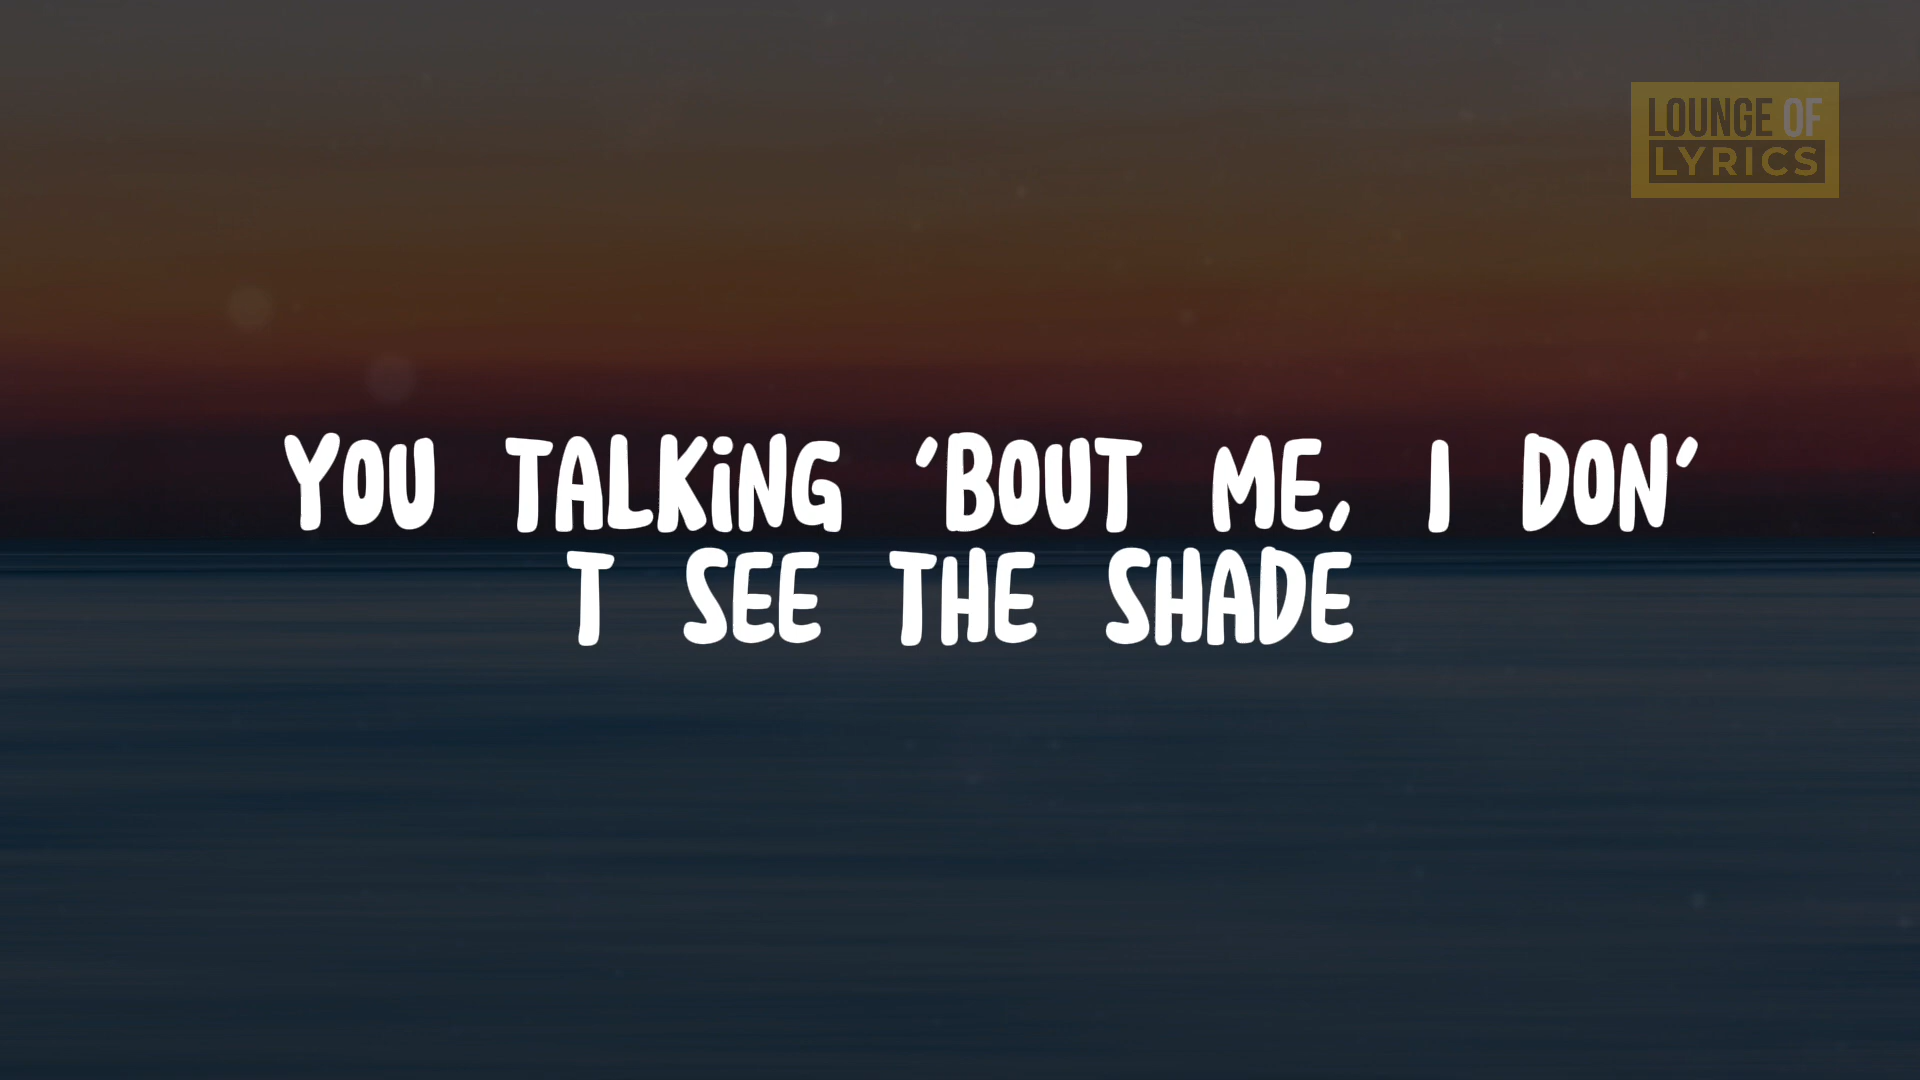 LOUNGE OF
LYRICS
YOU TALKiNG ‘BOUT ME, I DON’
T SEE THE SHADE